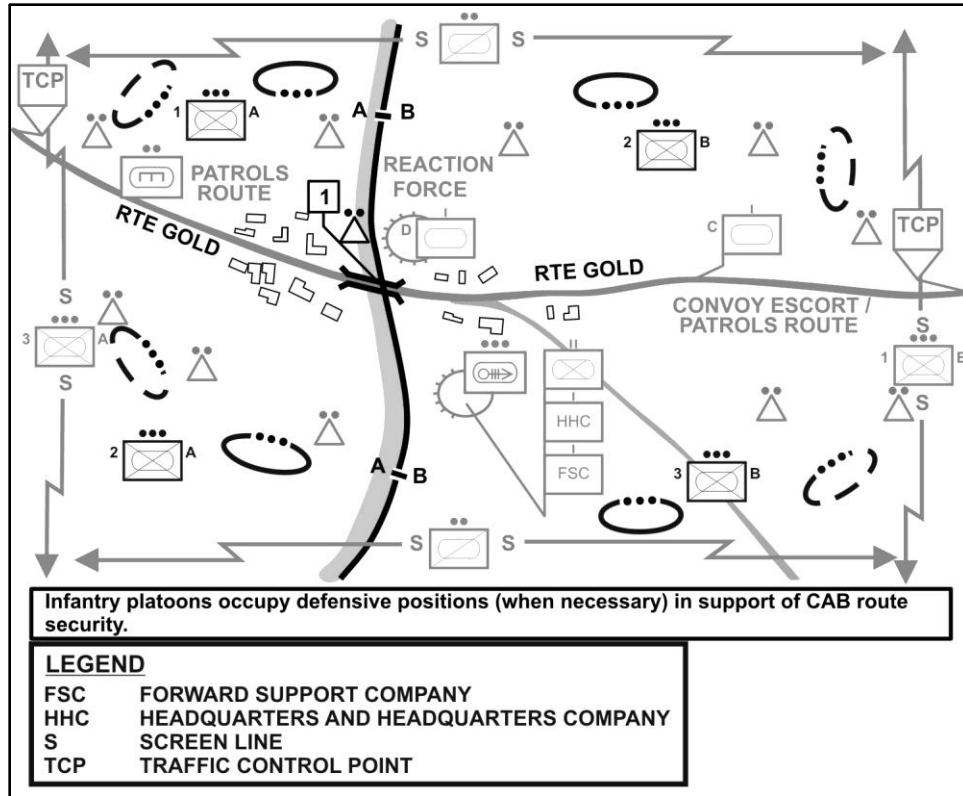 S S
TCP
1 A
A B
2 B
PATROLS
ROUTE
REACTION
FORCE
1
D
C
TCP
RTE GOLD
RTE GOLD
CONVOY ESCORT /
PATROLS ROUTE
S
3 A
S
S
1 B
S
HHC
FSC
2 A
A B
3 B
S S
Infantry platoons occupy defensive positions (when necessary) in support of CAB route
security.
LEGEND
FSC FORWARD SUPPORT COMPANY
HHC HEADQUARTERS AND HEADQUARTERS COMPANY
S SCREEN LINE
TCP TRAFFIC CONTROL POINT